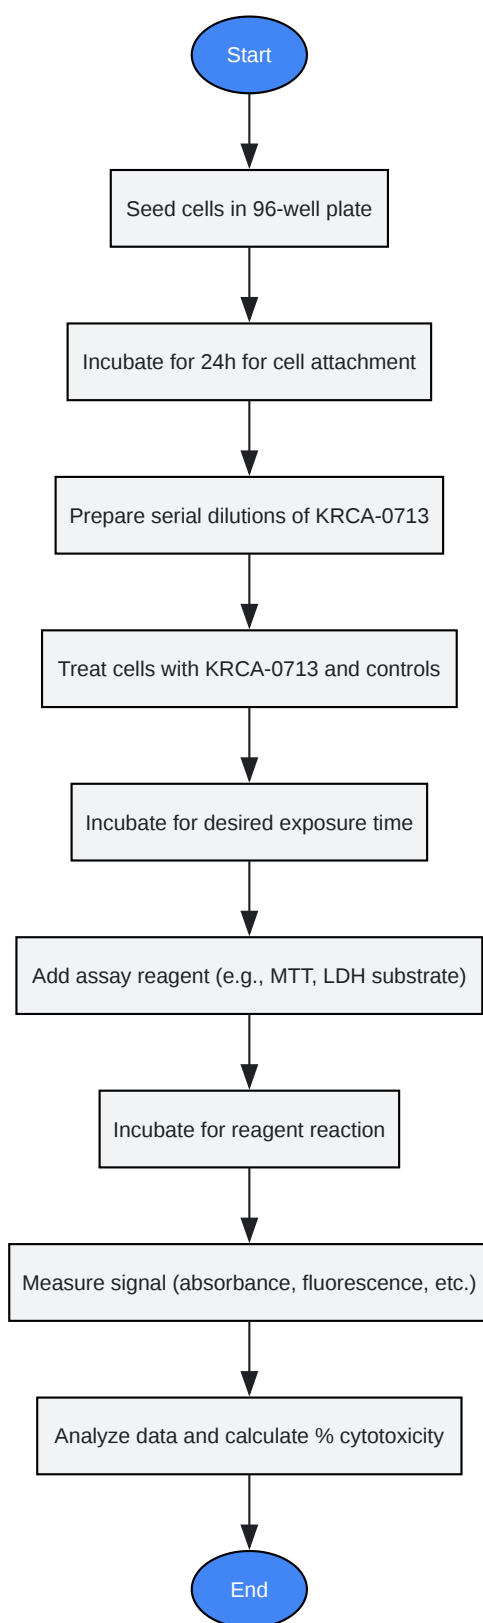 Start
Seed cells in 96-well plate
Incubate for 24h for cell attachment
Prepare serial dilutions of KRCA-0713
Treat cells with KRCA-0713 and controls
Incubate for desired exposure time
Add assay reagent (e.g., MTT, LDH substrate)
Incubate for reagent reaction
Measure signal (absorbance, fluorescence, etc.)
Analyze data and calculate % cytotoxicity
End